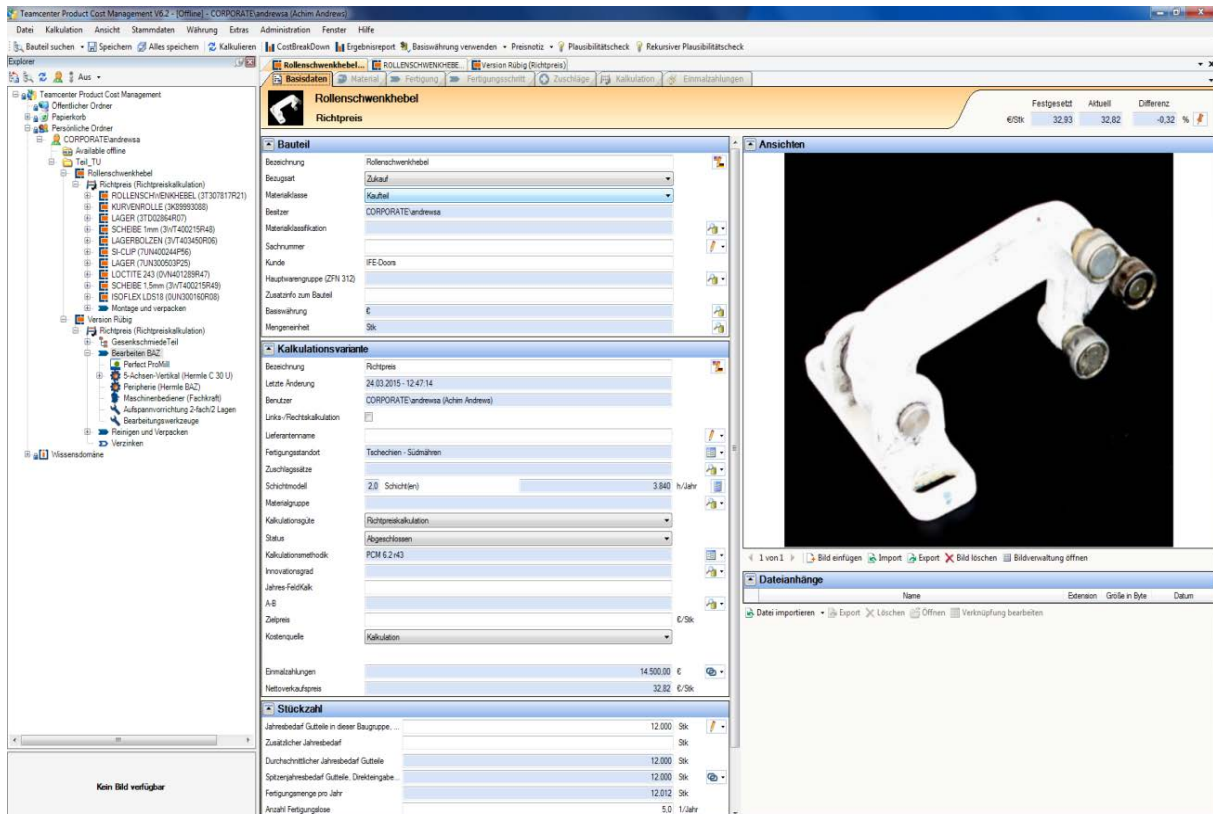 Teamcenter Product Cost Management V6.2 - [Offline] - CORPORATE\andrewsa (Achim Andrews)
Datei Kalkulation Ansicht Stammdaten Währung Extras Administration Fenster Hilfe
Bauteil suchen Speichern Alles speichern Kalkulieren CostBreakDown Ergebnisreport Basiswährung verwenden Preisnotiz Plausibilitätscheck Rekursiver Plausibilitätscheck
Explorer
Aus
Teamcenter Product Cost Management
Öffentlicher Ordner
Papierkorb
Persönliche Ordner
CORPORATE\andrewsa
Available offline
Teil_TU
Rollenschwenkhebel
Richtpreis (Richtpreiskalkulation)
ROLLENSCHWENKHEBEL (3T307817R21)
KURVENROLLE (3K89993088)
LAGER (3TD02864R07)
SCHEIBE 1mm (3WT400215R48)
LAGERBOLZEN (3VT403450R06)
SI-CLIP (7UN400244P56)
LAGER (7UN300503P25)
LOCTITE 243 (0VN401289R47)
SCHEIBE 1,5mm (3WT400215R49)
ISOFLEX LDS18 (0UN300160R08)
Montage und verpacken
Version Rübig
Richtpreis (Richtpreiskalkulation)
GesenkschmiedeTeil
Bearbeiten BAZ
Perfect ProMill
5-Achsen-Vertikal (Hermle C 30 U)
Peripherie (Hermle BAZ)
Maschinenbediener (Fachkraft)
Aufspannvorrichtung 2-fach/2 Lagen
Bearbeitungswerkzeuge
Reinigen und Verpacken
Verzinken
Wissensdomäne
Kein Bild verfügbar
Rollenschwenkhebel... ROLLENSCHWENKHEBE... Version Rübig (Richtpreis)
Basisdaten Material Fertigung Fertigungsschritt Zuschläge Kalkulation Einmalzahlungen
Rollenschwenkhebel
Richtpreis
Festgesetzt Aktuell Differenz
€/Stk 32,93 32,82 -0,32 %
Bauteil
Bezeichnung Rollenschwenkhebel
Bezugsart Zukauf
Materialklasse Kaufteil
Besitzer CORPORATE\andrewsa
Materialklassifikation
Sachnummer
Kunde IFE-Doors
Hauptwarengruppe (ZFN 312)
Zusatzinfo zum Bauteil
Basiswährung €
Mengeneinheit Stk
Kalkulationsvariante
Bezeichnung Richtpreis
Letzte Änderung 24.03.2015 - 12:47:14
Benutzer CORPORATE\andrewsa (Achim Andrews)
Links-/Rechtskalkulation
Lieferantenname
Fertigungsstandort Tschechien - Südmähren
Zuschlagssätze
Schichtmodell 2,0 Schicht(en) 3.840 h/Jahr
Materialgruppe
Kalkulationsgüte Richtpreiskalkulation
Status Abgeschlossen
Kalkulationsmethodik PCM 6.2 r43
Innovationsgrad
Jahres-FeldKalk
A-B
Zielpreis €/Stk
Kostenquelle Kalkulation
Einmalzahlungen 14.500,00 €
Nettoverkaufspreis 32,82 €/Stk
Stückzahl
Jahresbedarf Gutteile in dieser Baugruppe, ... 12.000 Stk
Zusätzlicher Jahresbedarf Stk
Durchschnittlicher Jahresbedarf Gutteile 12.000 Stk
Spitzenjahresbedarf Gutteile, Direkteingabe... 12.000 Stk
Fertigungsmenge pro Jahr 12.012 Stk
Anzahl Fertigungslose 5,0 1/Jahr
Ansichten
1 von 1 Bild einfügen Import Export Bild löschen Bildverwaltung öffnen
Dateianhänge
Name Extension Größe in Byte Datum
Datei importieren Export Löschen Öffnen Verknüpfung bearbeiten